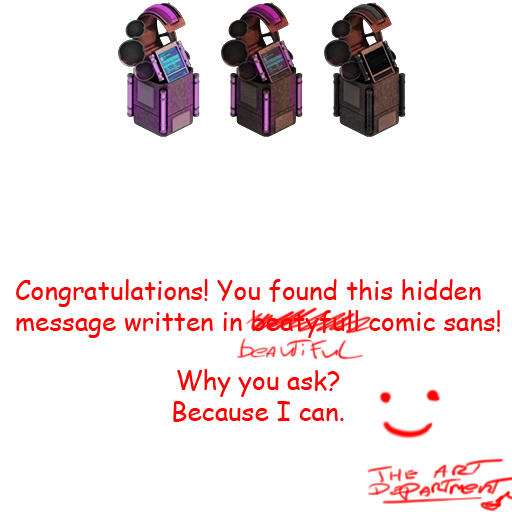 Congratulations! You found this hidden
message written in beatyfull comic sans!
beautiful
Why you ask?
Because I can.
THE ART
DEPARTMENT